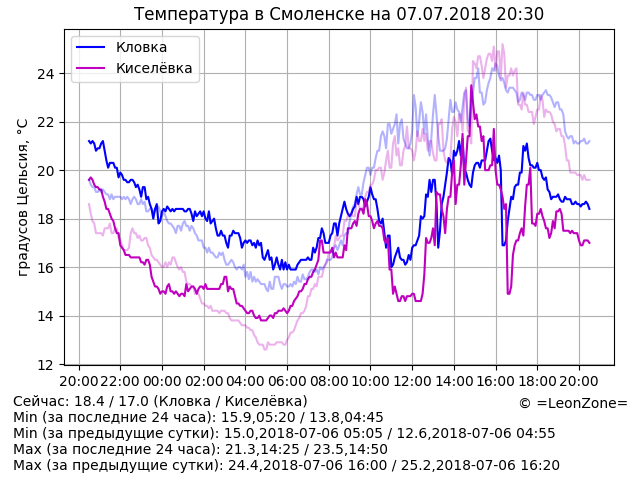 Температура в Смоленске на 07.07.2018 20:30
Кловка
Киселёвка
градусов Цельсия, °C
24
22
20
18
16
14
12
20:00 22:00 00:00 02:00 04:00 06:00 08:00 10:00 12:00 14:00 16:00 18:00 20:00
Сейчас: 18.4 / 17.0 (Кловка / Киселёвка)
© =LeonZone=
Min (за последние 24 часа): 15.9,05:20 / 13.8,04:45
Min (за предыдущие сутки): 15.0,2018-07-06 05:05 / 12.6,2018-07-06 04:55
Max (за последние 24 часа): 21.3,14:25 / 23.5,14:50
Max (за предыдущие сутки): 24.4,2018-07-06 16:00 / 25.2,2018-07-06 16:20